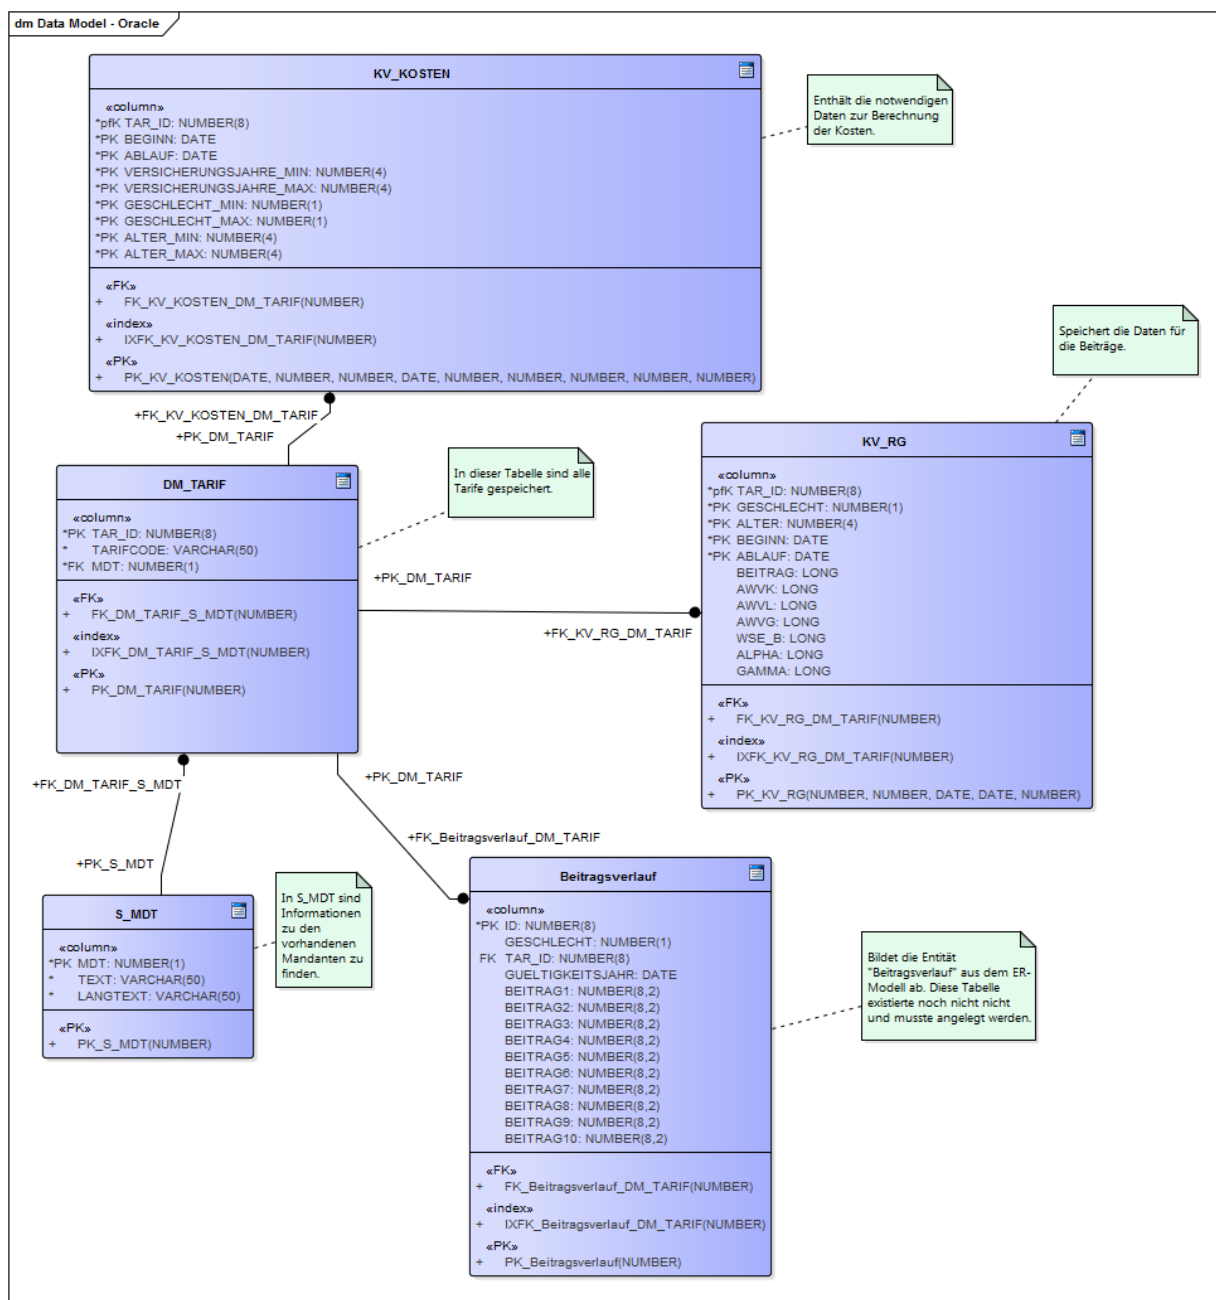 dm Data Model - Oracle
KV_KOSTEN
«column»
*pfK TAR_ID: NUMBER(8)
*PK BEGINN: DATE
*PK ABLAUF: DATE
*PK VERSICHERUNGSJAHRE_MIN: NUMBER(4)
*PK VERSICHERUNGSJAHRE_MAX: NUMBER(4)
*PK GESCHLECHT_MIN: NUMBER(1)
*PK GESCHLECHT_MAX: NUMBER(1)
*PK ALTER_MIN: NUMBER(4)
*PK ALTER_MAX: NUMBER(4)
«FK»
+ FK_KV_KOSTEN_DM_TARIF(NUMBER)
«index»
+ IXFK_KV_KOSTEN_DM_TARIF(NUMBER)
«PK»
+ PK_KV_KOSTEN(DATE, NUMBER, NUMBER, DATE, NUMBER, NUMBER, NUMBER, NUMBER, NUMBER)
Enthält die notwendigen
Daten zur Berechnung
der Kosten.
+FK_KV_KOSTEN_DM_TARIF
+PK_DM_TARIF
DM_TARIF
«column»
*PK TAR_ID: NUMBER(8)
* TARIFCODE: VARCHAR(50)
*FK MDT: NUMBER(1)
«FK»
+ FK_DM_TARIF_S_MDT(NUMBER)
«index»
+ IXFK_DM_TARIF_S_MDT(NUMBER)
«PK»
+ PK_DM_TARIF(NUMBER)
In dieser Tabelle sind alle
Tarife gespeichert.
+PK_DM_TARIF
+FK_KV_RG_DM_TARIF
Speichert die Daten für
die Beiträge.
KV_RG
«column»
*pfK TAR_ID: NUMBER(8)
*PK GESCHLECHT: NUMBER(1)
*PK ALTER: NUMBER(4)
*PK BEGINN: DATE
*PK ABLAUF: DATE
BEITRAG: LONG
AWVK: LONG
AWVL: LONG
AWVG: LONG
WSE_B: LONG
ALPHA: LONG
GAMMA: LONG
«FK»
+ FK_KV_RG_DM_TARIF(NUMBER)
«index»
+ IXFK_KV_RG_DM_TARIF(NUMBER)
«PK»
+ PK_KV_RG(NUMBER, NUMBER, DATE, DATE, NUMBER)
+FK_DM_TARIF_S_MDT
+PK_S_MDT
+PK_DM_TARIF
+FK_Beitragsverlauf_DM_TARIF
S_MDT
«column»
*PK MDT: NUMBER(1)
* TEXT: VARCHAR(50)
* LANGTEXT: VARCHAR(50)
«PK»
+ PK_S_MDT(NUMBER)
In S_MDT sind
Informationen
zu den
vorhandenen
Mandanten zu
finden.
Beitragsverlauf
«column»
*PK ID: NUMBER(8)
GESCHLECHT: NUMBER(1)
FK TAR_ID: NUMBER(8)
GUELTIGKEITSJAHR: DATE
BEITRAG1: NUMBER(8,2)
BEITRAG2: NUMBER(8,2)
BEITRAG3: NUMBER(8,2)
BEITRAG4: NUMBER(8,2)
BEITRAG5: NUMBER(8,2)
BEITRAG6: NUMBER(8,2)
BEITRAG7: NUMBER(8,2)
BEITRAG8: NUMBER(8,2)
BEITRAG9: NUMBER(8,2)
BEITRAG10: NUMBER(8,2)
«FK»
+ FK_Beitragsverlauf_DM_TARIF(NUMBER)
«index»
+ IXFK_Beitragsverlauf_DM_TARIF(NUMBER)
«PK»
+ PK_Beitragsverlauf(NUMBER)
Bildet die Entität
"Beitragsverlauf" aus dem ER-
Modell ab. Diese Tabelle
existierte noch nicht nicht
und musste angelegt werden.